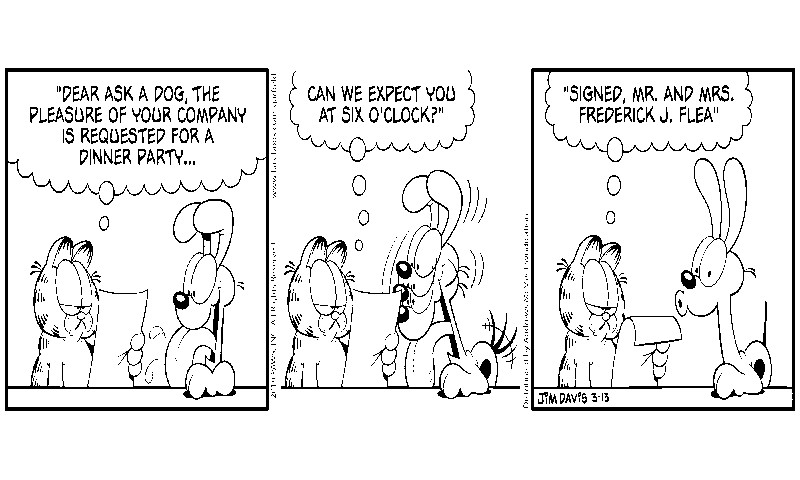 "DEAR ASK A DOG, THE
PLEASURE OF YOUR COMPANY
IS REQUESTED FOR A
DINNER PARTY...
CAN WE EXPECT YOU
AT SIX O'CLOCK?"
"SIGNED, MR. AND MRS.
FREDERICK J. FLEA"
JIM DAVIS 3-13